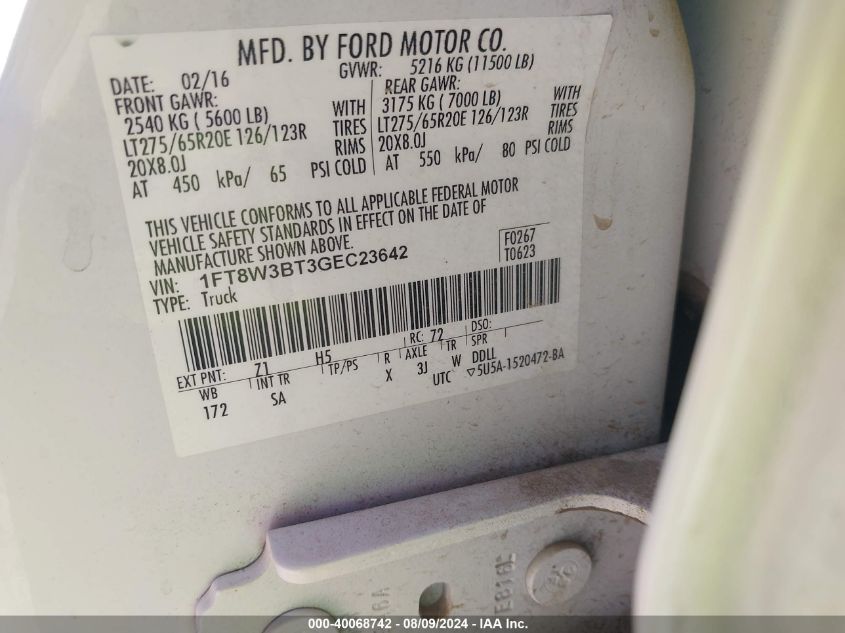 MFD. BY FORD MOTOR CO.
DATE: 02/16 GVWR: 5216 KG (11500 LB)
FRONT GAWR: REAR GAWR:
2540 KG ( 5600 LB) WITH 3175 KG ( 7000 LB) WITH
LT275/65R20E 126/123R TIRES LT275/65R20E 126/123R TIRES
20X8.0J RIMS 20X8.0J RIMS
AT 450 kPa/ 65 PSI COLD AT 550 kPa/ 80 PSI COLD
THIS VEHICLE CONFORMS TO ALL APPLICABLE FEDERAL MOTOR
VEHICLE SAFETY STANDARDS IN EFFECT ON THE DATE OF
MANUFACTURE SHOWN ABOVE.
VIN: 1FT8W3BT3GEC23642 F0267
TYPE: Truck T0623
EXT PNT: Z1 H5 RC: 72 DSO:
WB INT TR TP/PS R AXLE TR SPR
172 SA X 3J W DDLL
UTC ▽5U5A-1520472-BA
E816L
000-40068742 - 08/09/2024 - IAA Inc.